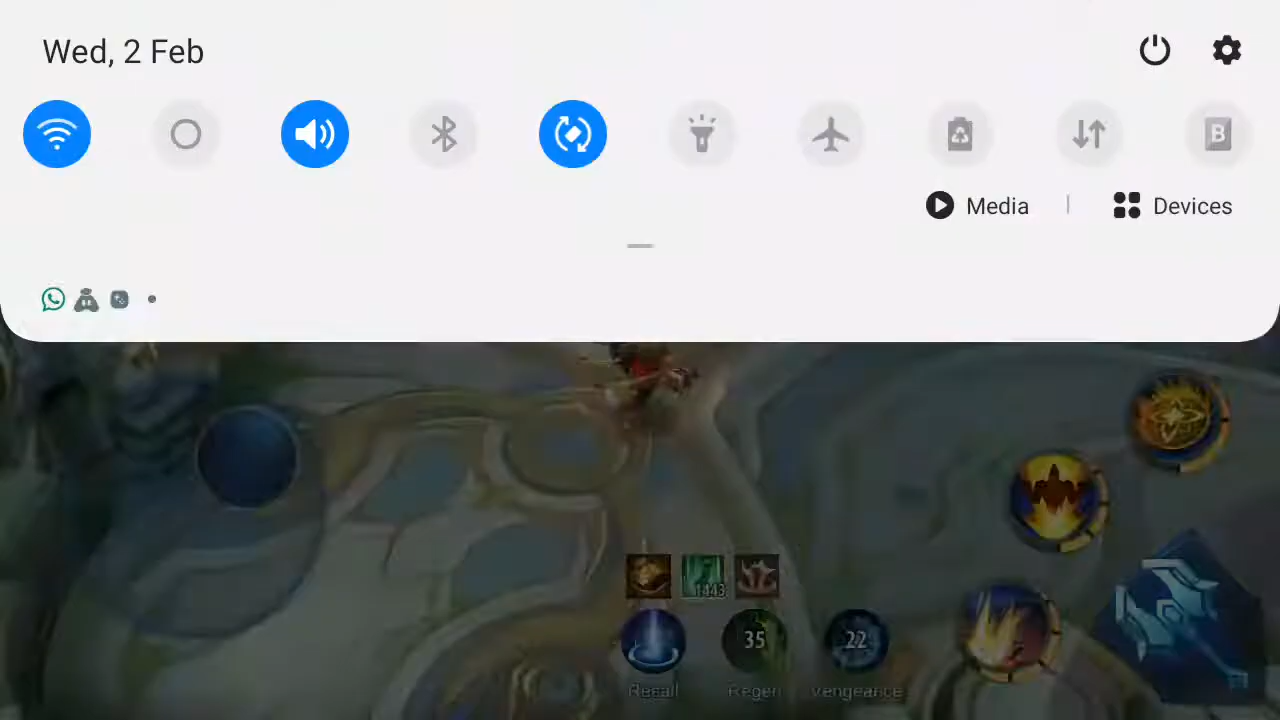 Wed, 2 Feb
B
Media | Devices
1443
35
22
Recall
Regen
Vengeance